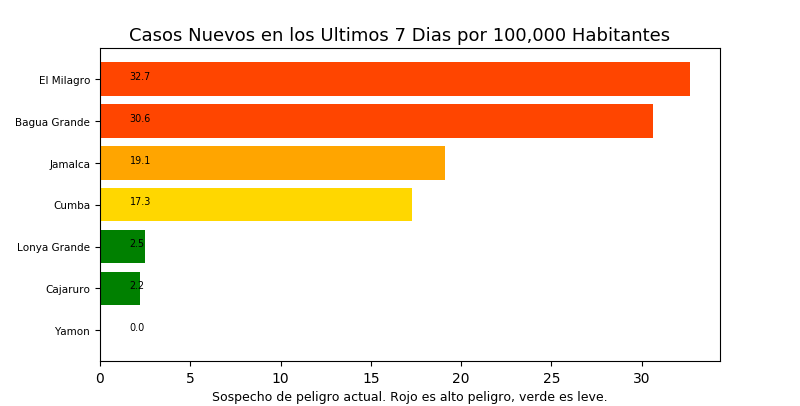 Casos Nuevos en los Ultimos 7 Dias por 100,000 Habitantes
El Milagro 32.7
Bagua Grande 30.6
Jamalca 19.1
Cumba 17.3
Lonya Grande 2.5
Cajaruro 2.2
Yamon 0.0
0 5 10 15 20 25 30
Sospecho de peligro actual. Rojo es alto peligro, verde es leve.